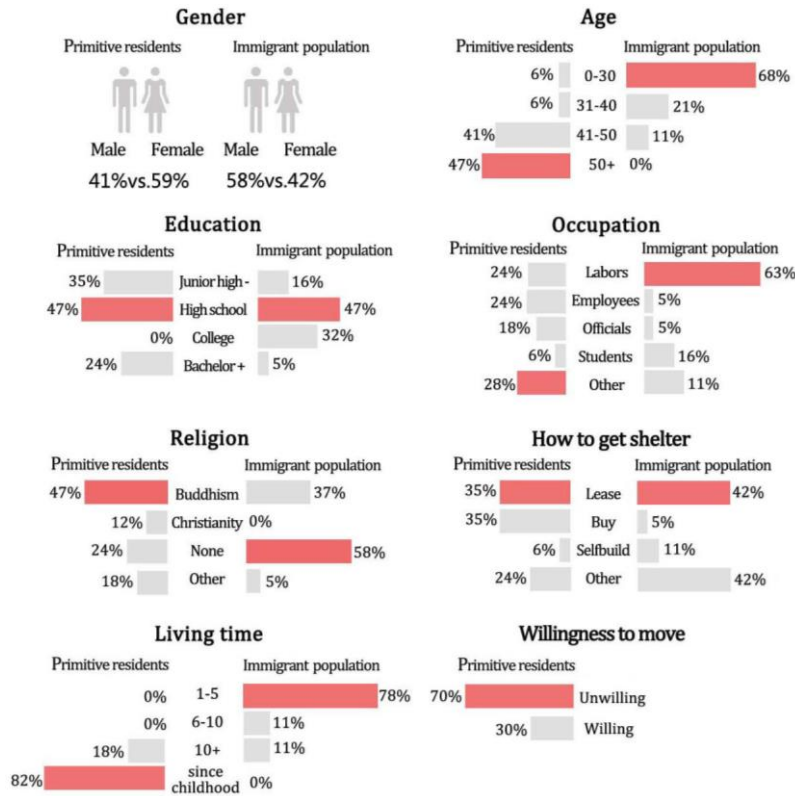 Gender
Primitive residents Immigrant population
Male Female Male Female
41%vs.59% 58%vs.42%
Age
Primitive residents Immigrant population
6% 0-30 68%
6% 31-40 21%
41% 41-50 11%
47% 50+ 0%
Education
Primitive residents Immigrant population
35% Junior high - 16%
47% High school 47%
0% College 32%
24% Bachelor + 5%
Occupation
Primitive residents Immigrant population
24% Labors 63%
24% Employees 5%
18% Officials 5%
6% Students 16%
28% Other 11%
Religion
Primitive residents Immigrant population
47% Buddhism 37%
12% Christianity 0%
24% None 58%
18% Other 5%
How to get shelter
Primitive residents Immigrant population
35% Lease 42%
35% Buy 5%
6% Selfbuild 11%
24% Other 42%
Living time
Primitive residents Immigrant population
0% 1-5 78%
0% 6-10 11%
18% 10+ 11%
82% since childhood 0%
Willingness to move
Primitive residents
70% Unwilling
30% Willing